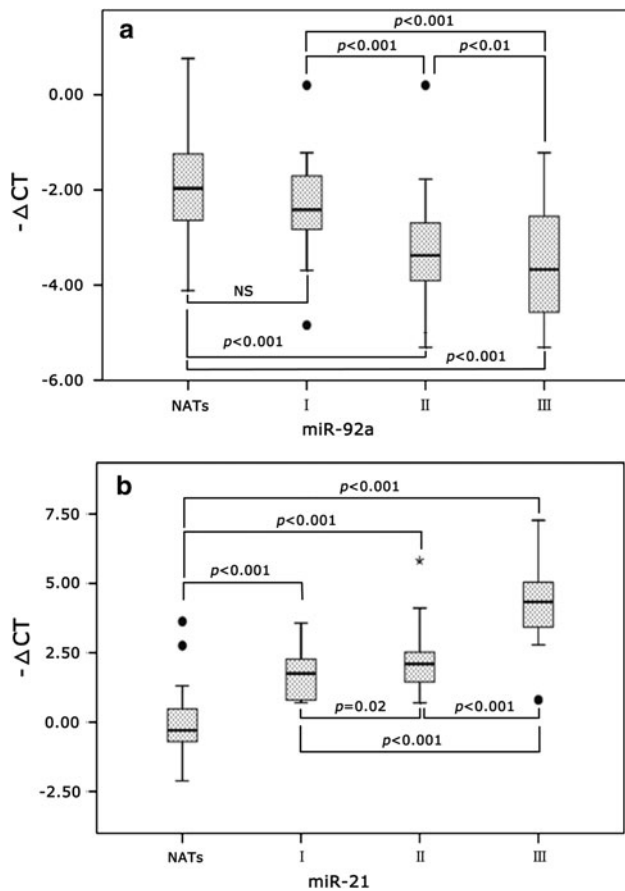 a
p<0.001
p<0.001
p<0.01
0.00
-2.00
-4.00
-6.00
-ΔCT
NS
p<0.001
p<0.001
NATs I II III
miR-92a
b
p<0.001
p<0.001
p<0.001
7.50
5.00
2.50
0.00
-2.50
-ΔCT
p=0.02
p<0.001
p<0.001
NATs I II III
miR-21